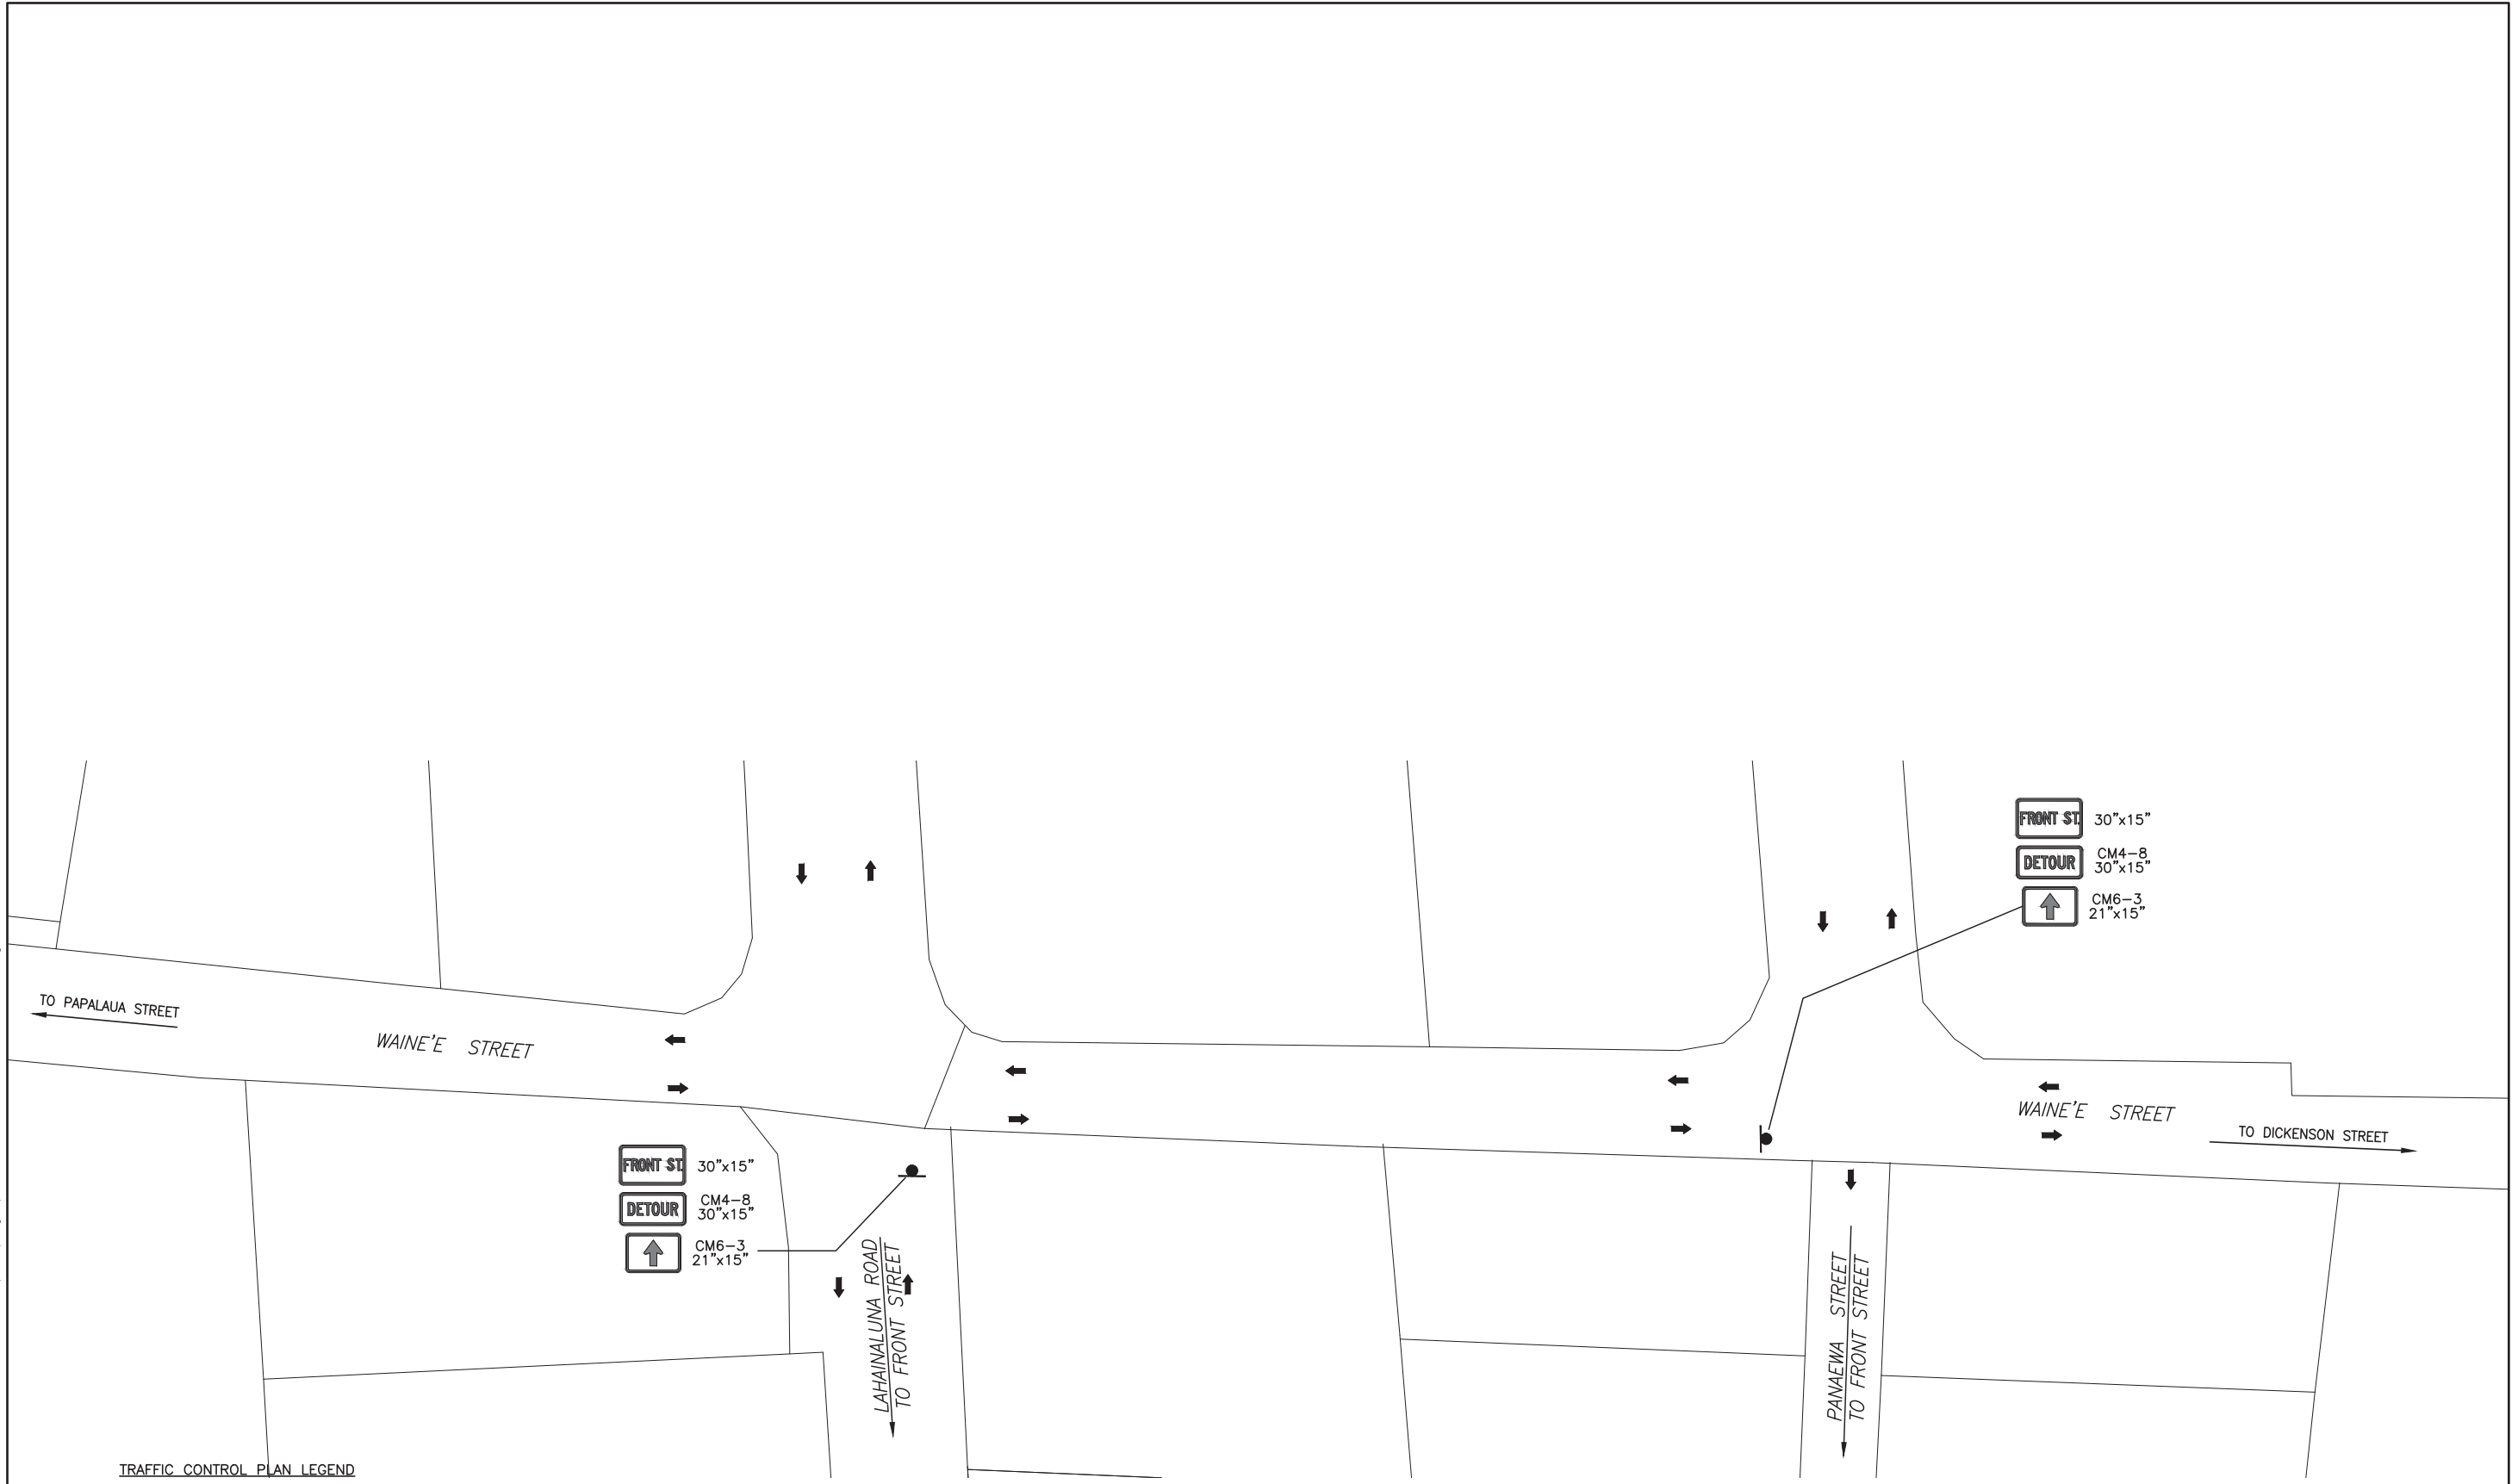 FRONT ST.
30"x15"
DETOUR
CM4-8
30"x15"
CM6-3
21"x15"
TO PAPALAUA STREET
WAINE'E STREET
WAINE'E STREET
TO DICKENSON STREET
FRONT ST.
30"x15"
DETOUR
CM4-8
30"x15"
CM6-3
21"x15"
LAHAINALUNA ROAD
TO FRONT STREET
PANAEWA STREET
TO FRONT STREET
TRAFFIC CONTROL PLAN LEGEND